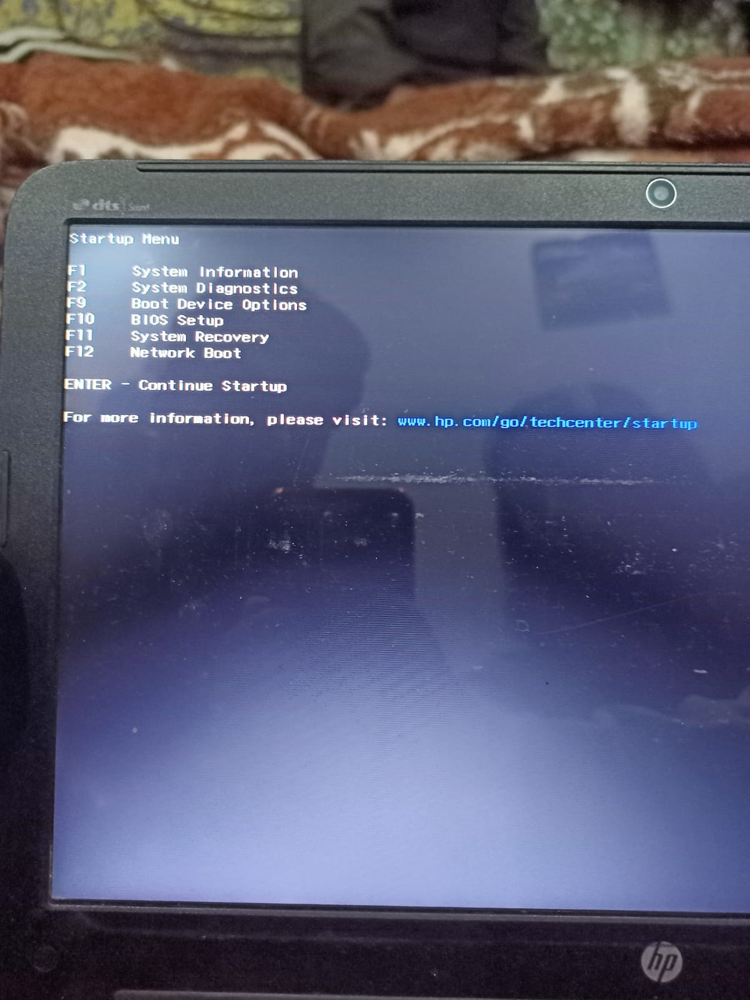 dts Sound
Startup Menu
F1 System Information
F2 System Diagnostics
F9 Boot Device Options
F10 BIOS Setup
F11 System Recovery
F12 Network Boot
ENTER - Continue Startup
For more information, please visit: www.hp.com/go/techcenter/startup
hp